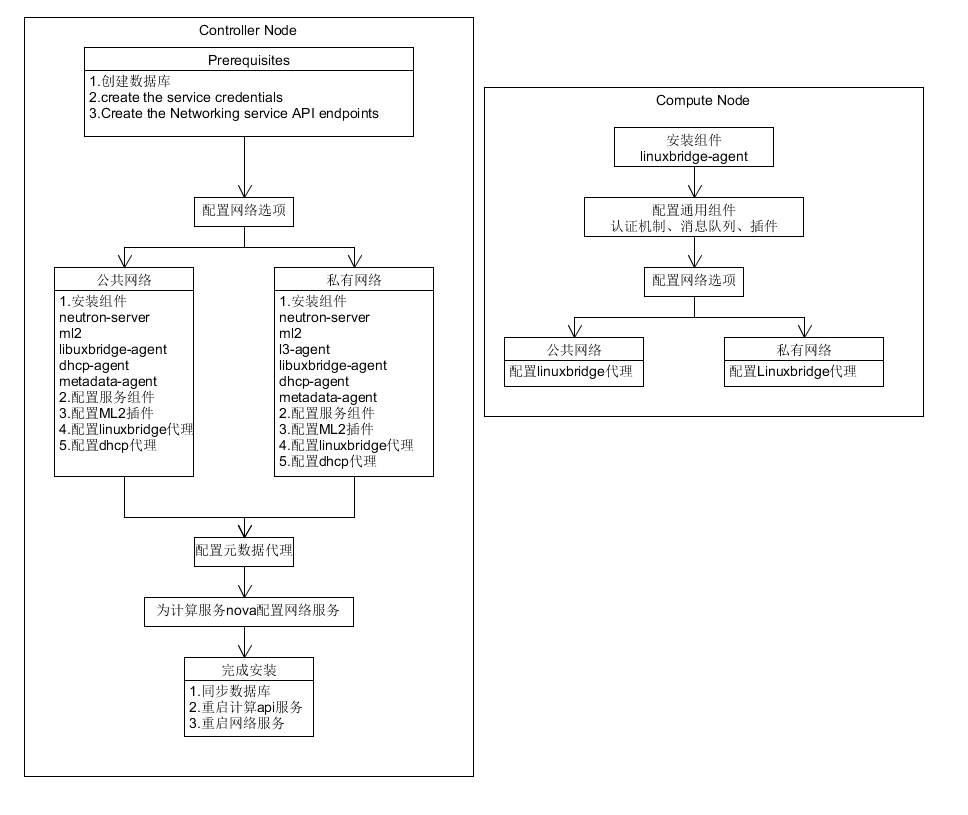 Controller Node
Prerequisites
1.创建数据库
2.create the service credentials
3.Create the Networking service API endpoints
配置网络选项
公共网络
1.安装组件
neutron-server
ml2
libuxbridge-agent
dhcp-agent
metadata-agent
2.配置服务组件
3.配置ML2插件
4.配置linuxbridge代理
5.配置dhcp代理
私有网络
1.安装组件
neutron-server
ml2
l3-agent
libuxbridge-agent
dhcp-agent
metadata-agent
2.配置服务组件
3.配置ML2插件
4.配置linuxbridge代理
5.配置dhcp代理
配置元数据代理
为计算服务nova配置网络服务
完成安装
1.同步数据库
2.重启计算api服务
3.重启网络服务
Compute Node
安装组件
linuxbridge-agent
配置通用组件
认证机制、消息队列、插件
配置网络选项
公共网络
配置linuxbridge代理
私有网络
配置Linuxbridge代理